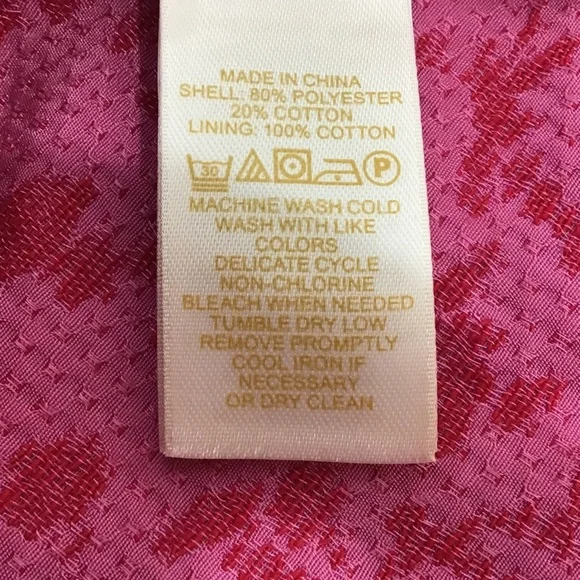 MADE IN CHINA
SHELL: 80% POLYESTER
20% COTTON
LINING: 100% COTTON
30 P
MACHINE WASH COLD
WASH WITH LIKE
COLORS
DELICATE CYCLE
NON-CHLORINE
BLEACH WHEN NEEDED
TUMBLE DRY LOW
REMOVE PROMPTLY
COOL IRON IF
NECESSARY
OR DRY CLEAN